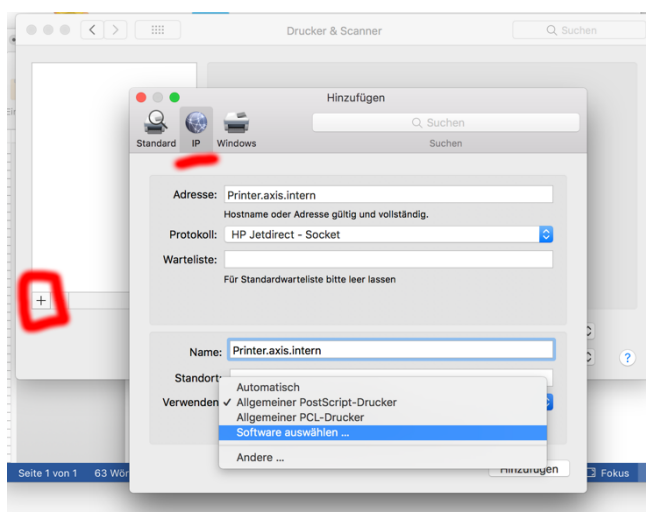 Drucker & Scanner
Suchen
Hinzufügen
Suchen
Standard IP Windows
Suchen
Adresse: Printer.axis.intern
Hostname oder Adresse gültig und vollständig.
Protokoll: HP Jetdirect - Socket
Warteliste:
Für Standardwarteliste bitte leer lassen
+
Name: Printer.axis.intern
?
Standort:
Automatisch
Verwenden ✓ Allgemeiner PostScript-Drucker
Allgemeiner PCL-Drucker
Software auswählen ...
Andere ...
Hinzufügen
Seite 1 von 1 63 Wör
Fokus